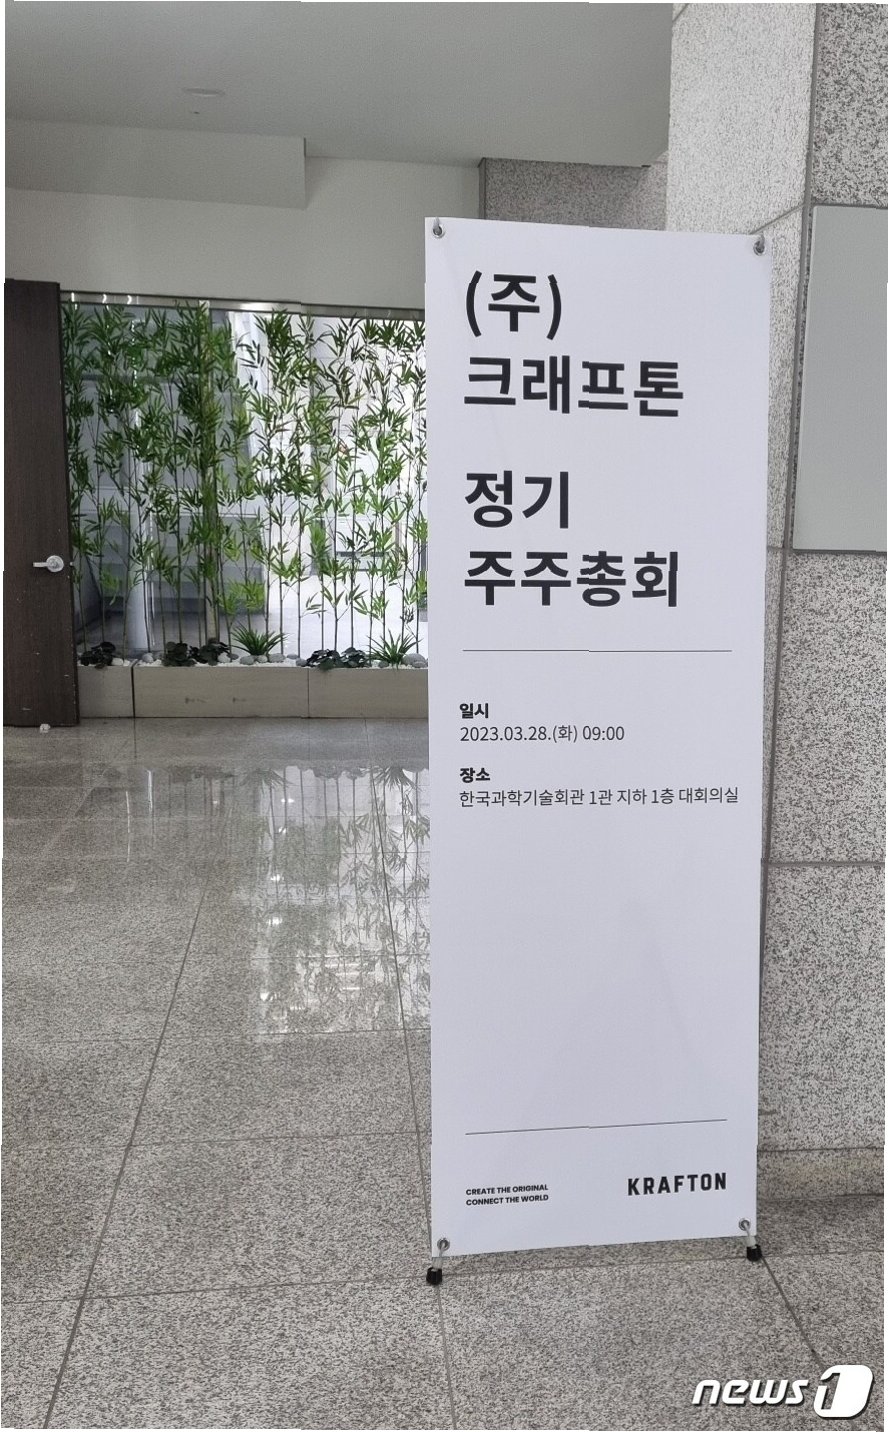 (주)
크래프톤
정기
주주총회
일시
2023.03.28.(화) 09:00
장소
한국과학기술회관 1관 지하 1층 대회의실
CREATE THE ORIGINAL
CONNECT THE WORLD
KRAFTON
news1